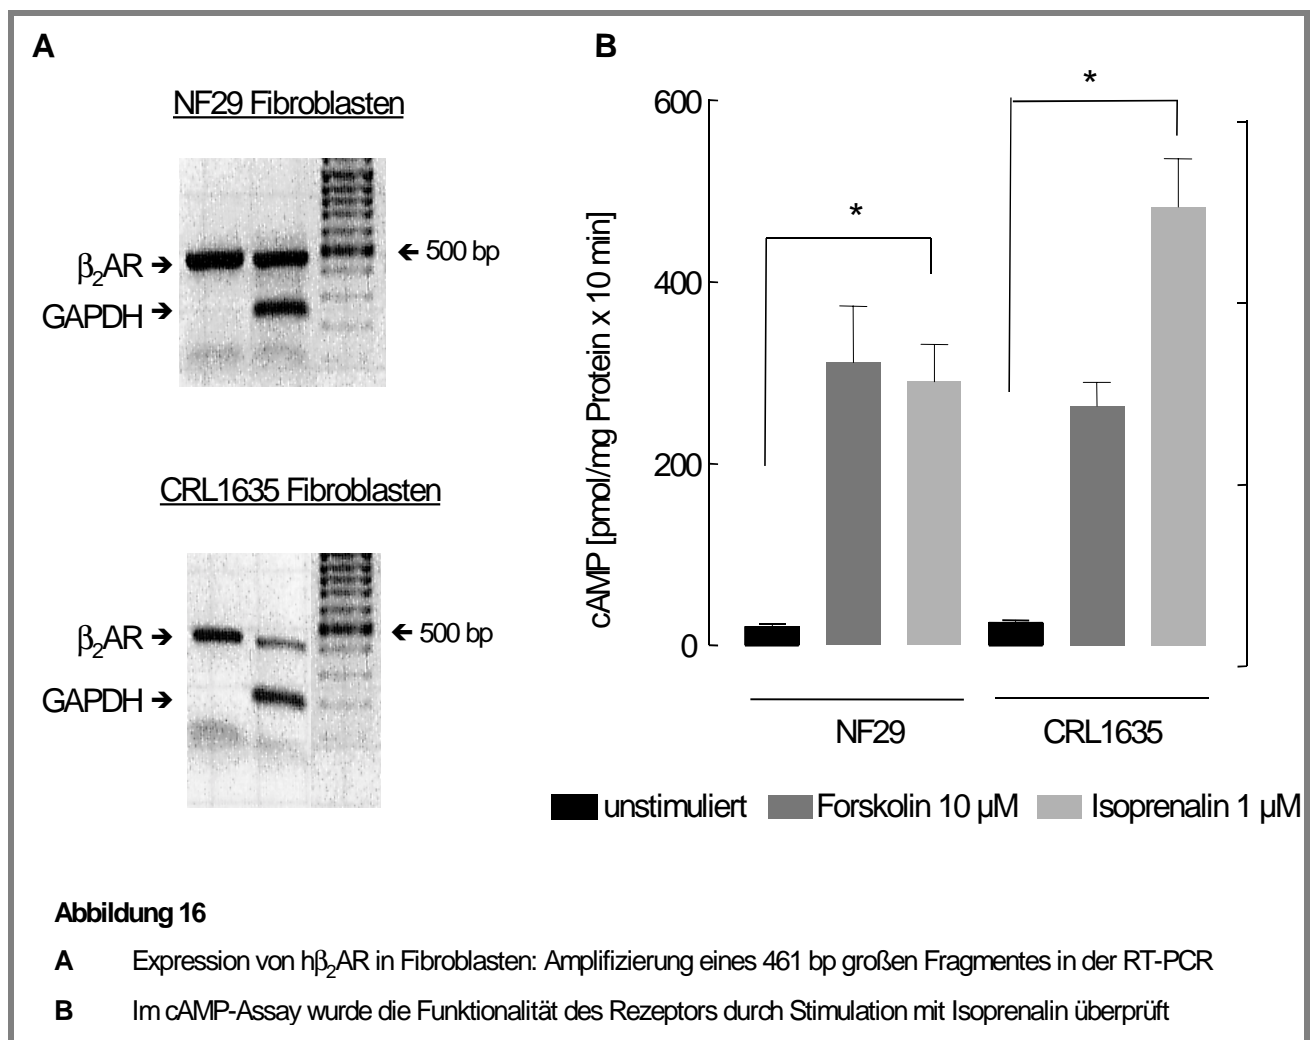 A
NF29 Fibroblasten
β₂AR →
GAPDH →
← 500 bp
CRL1635 Fibroblasten
β₂AR →
GAPDH →
← 500 bp
B
cAMP [pmol/mg Protein x 10 min]
600
400
200
0
*
*
NF29
CRL1635
unstimuliert
Forskolin 10 µM
Isoprenalin 1 µM
Abbildung 16
A Expression von hβ₂AR in Fibroblasten: Amplifizierung eines 461 bp großen Fragmentes in der RT-PCR
B Im cAMP-Assay wurde die Funktionalität des Rezeptors durch Stimulation mit Isoprenalin überprüft